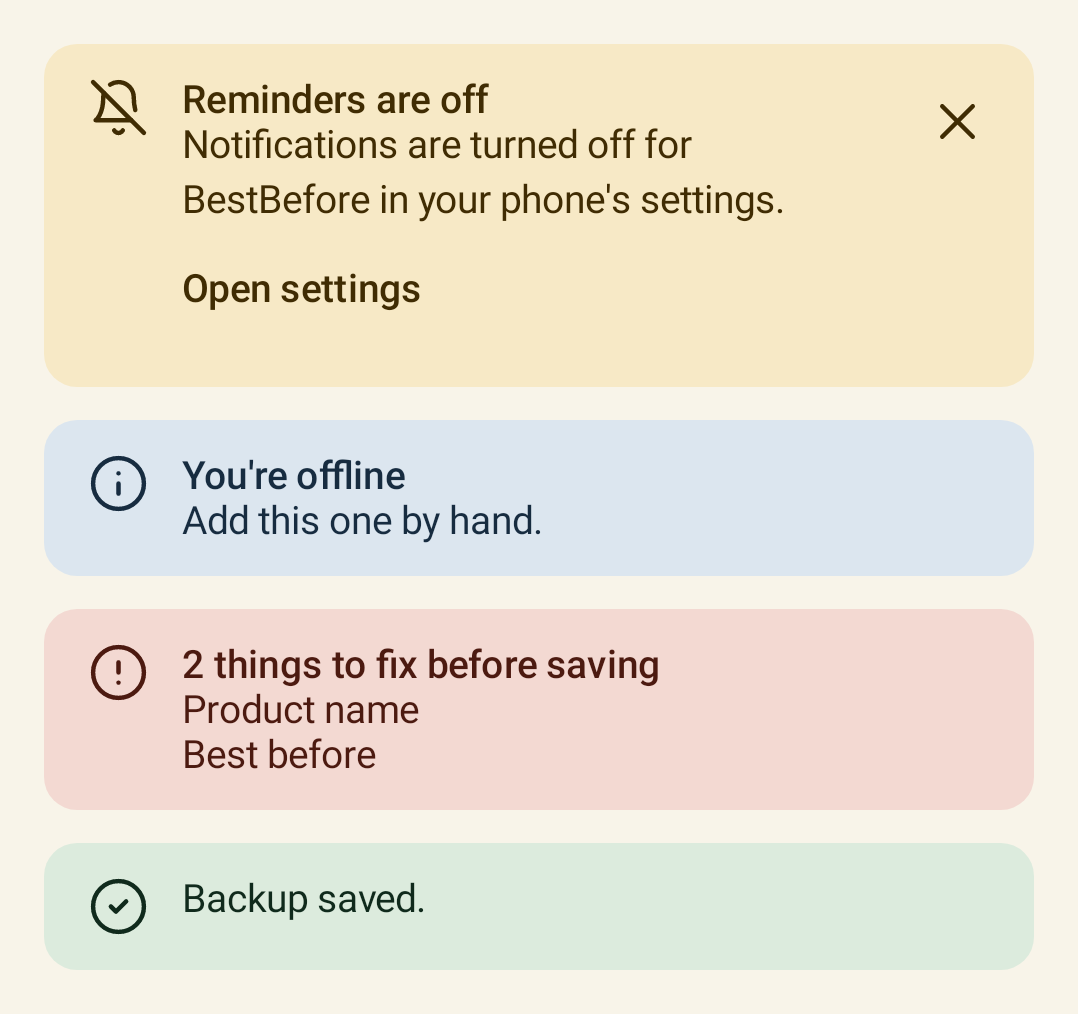 Reminders are off
Notifications are turned off for
BestBefore in your phone's settings.
Open settings
You're offline
Add this one by hand.
2 things to fix before saving
Product name
Best before
Backup saved.